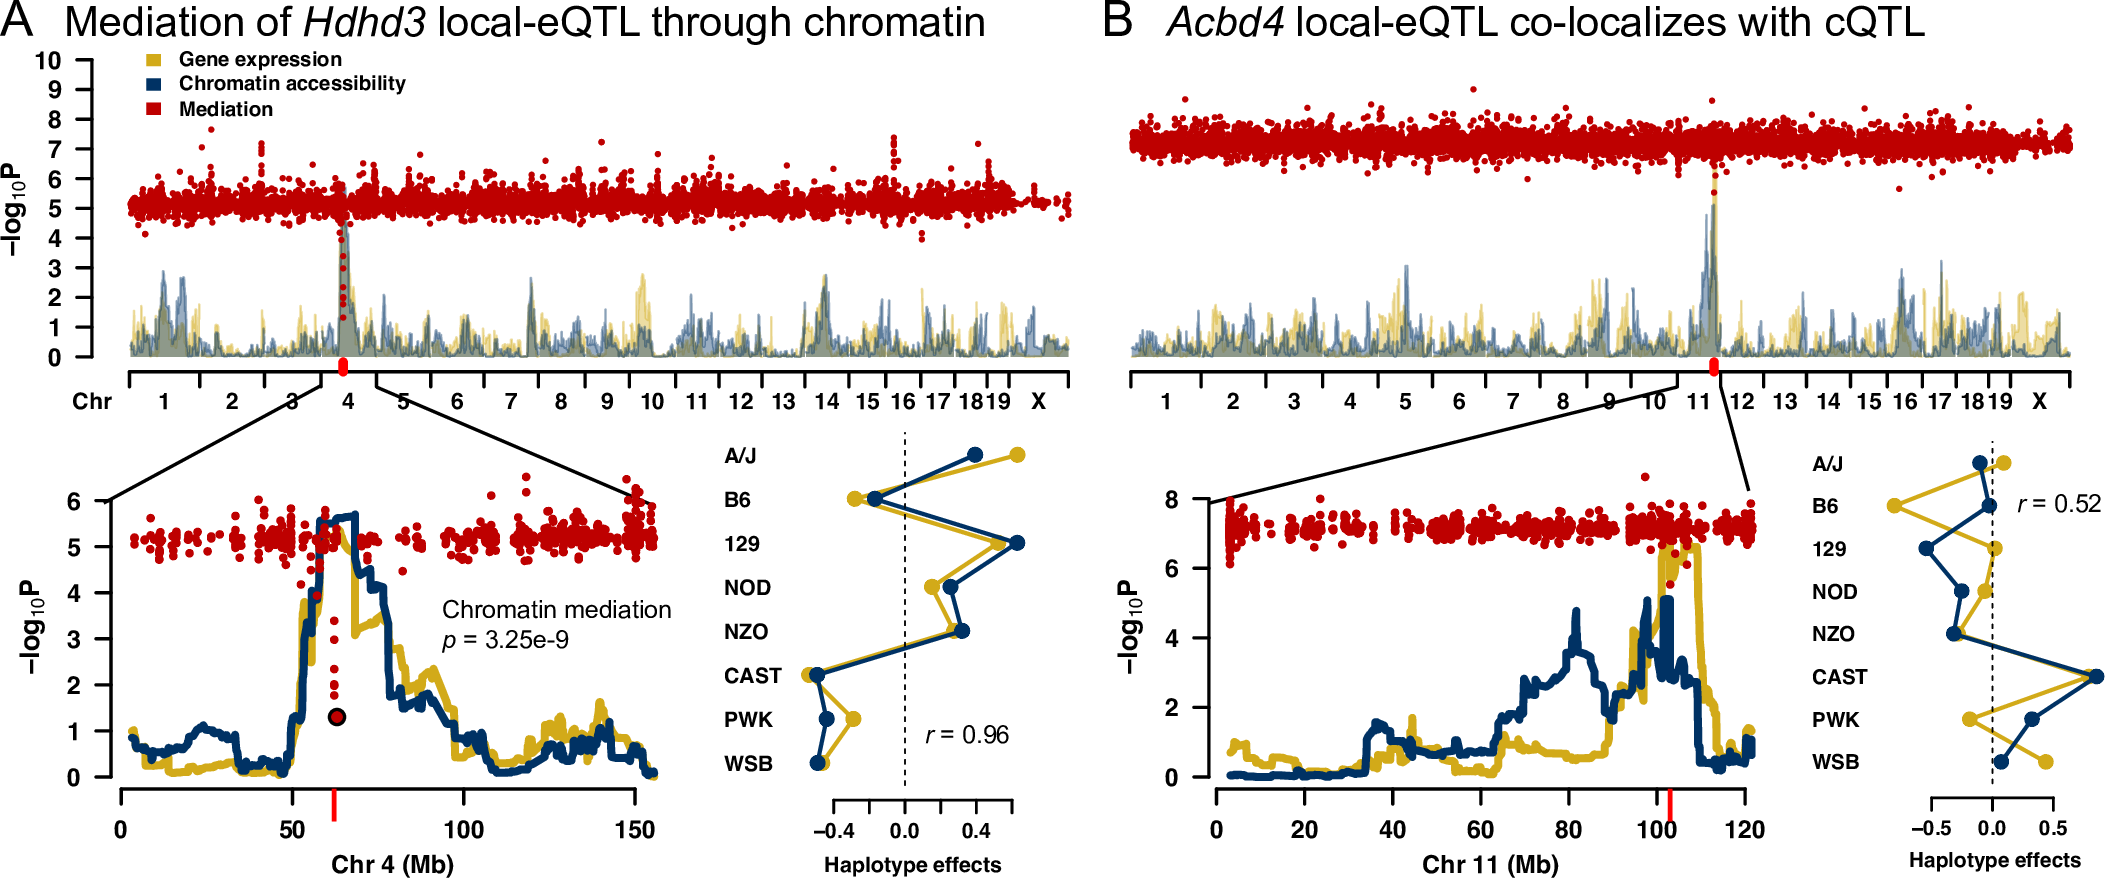 A Mediation of Hdhd3 local-eQTL through chromatin
Gene expression
Chromatin accessibility
Mediation
10
9
8
7
6
5
4
3
2
1
0
−log10P
Chr 1 2 3 4 5 6 7 8 9 10 11 12 13 14 15 16 17 18 19 X
6
5
4
3
2
1
0
−log10P
Chromatin mediation
p = 3.25e-9
0 50 100 150
Chr 4 (Mb)
A/J
B6
129
NOD
NZO
CAST
PWK
WSB
r = 0.96
−0.4 0.0 0.4
Haplotype effects
B Acbd4 local-eQTL co-localizes with cQTL
1 2 3 4 5 6 7 8 9 10 11 12 13 14 15 16 17 18 19 X
8
6
4
2
0
−log10P
0 20 40 60 80 100 120
Chr 11 (Mb)
A/J
B6
129
NOD
NZO
CAST
PWK
WSB
r = 0.52
−0.5 0.0 0.5
Haplotype effects